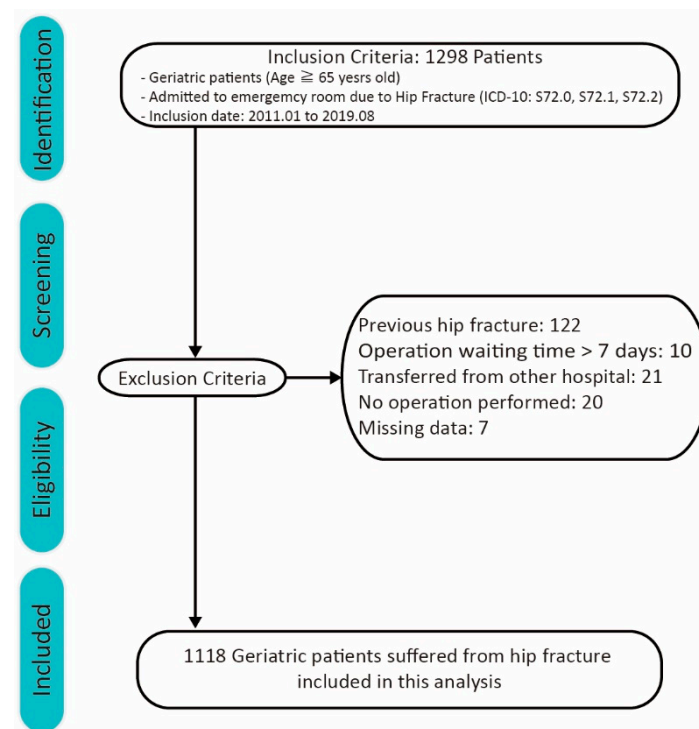 Identification
Inclusion Criteria: 1298 Patients
- Geriatric patients (Age ≧ 65 yesrs old)
- Admitted to emergemcy room due to Hip Fracture (ICD-10: S72.0, S72.1, S72.2)
- Inclusion date: 2011.01 to 2019.08
Screening
Previous hip fracture: 122
Operation waiting time > 7 days: 10
Transferred from other hospital: 21
No operation performed: 20
Missing data: 7
Exclusion Criteria
Eligibility
Included
1118 Geriatric patients suffered from hip fracture
included in this analysis